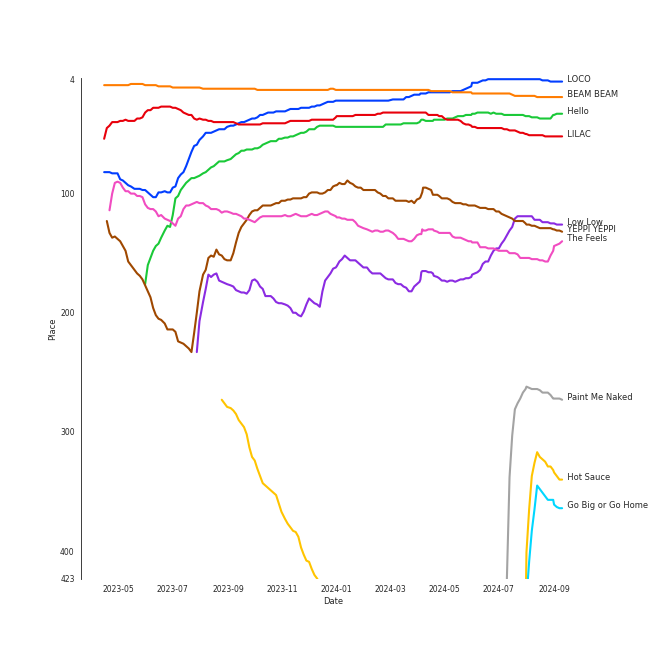 4
100
200
300
400
423
Place
2023-05
2023-07
2023-09
2023-11
2024-01
2024-03
2024-05
2024-07
2024-09
Date
LOCO
BEAM BEAM
Hello
LILAC
Low Low
YEPPI YEPPI
The Feels
Paint Me Naked
Hot Sauce
Go Big or Go Home